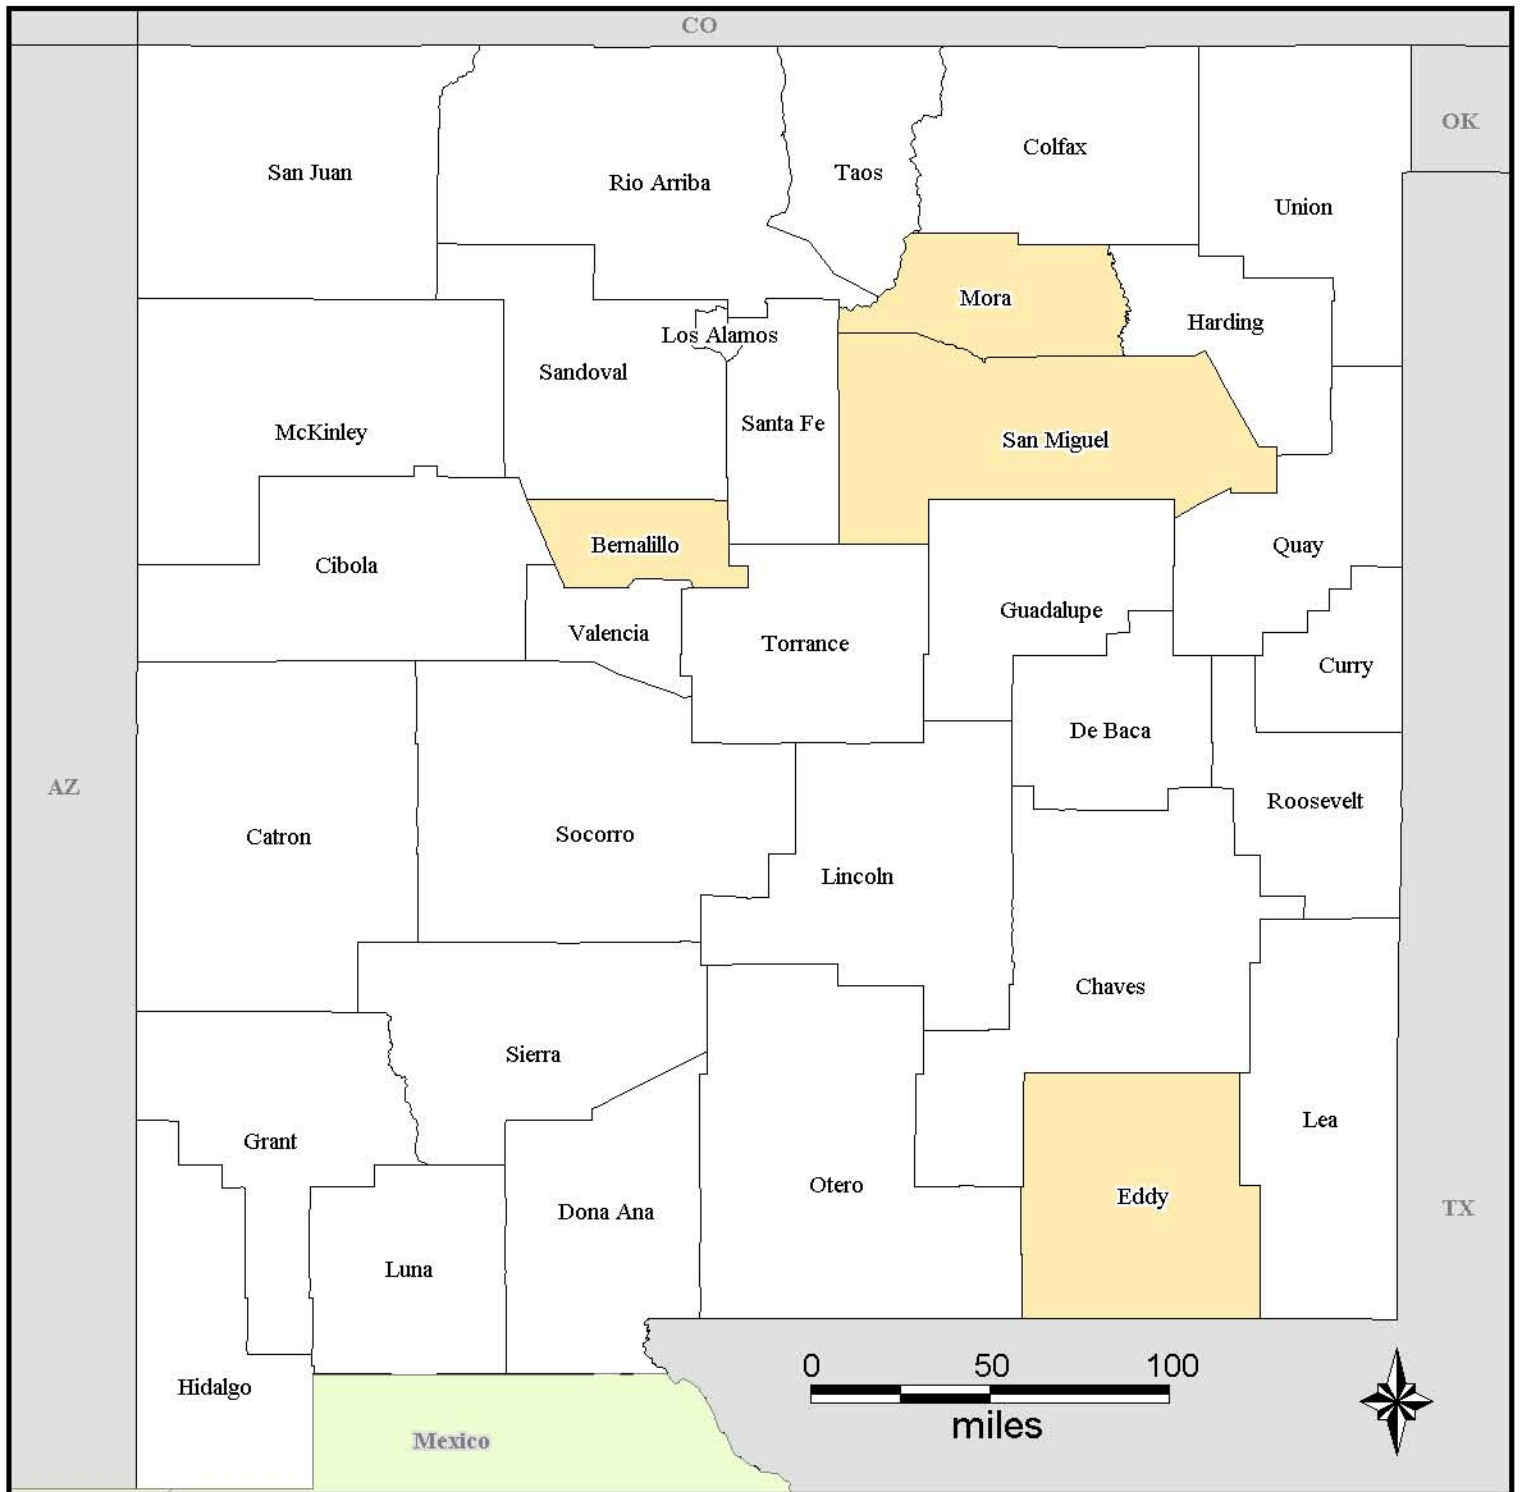 CO
OK
Colfax
San Juan
Taos
Rio Arriba
Union
Mora
Harding
Los Alamos
Sandoval
Santa Fe
McKinley
San Miguel
Bernalillo
Quay
Cibola
Guadalupe
Valencia
Torrance
Curry
De Baca
AZ
Roosevelt
Catron
Socorro
Lincoln
Chaves
Sierra
Lea
Grant
Otero
Eddy
Dona Ana
TX
Luna
0 50 100
miles
Hidalgo
Mexico